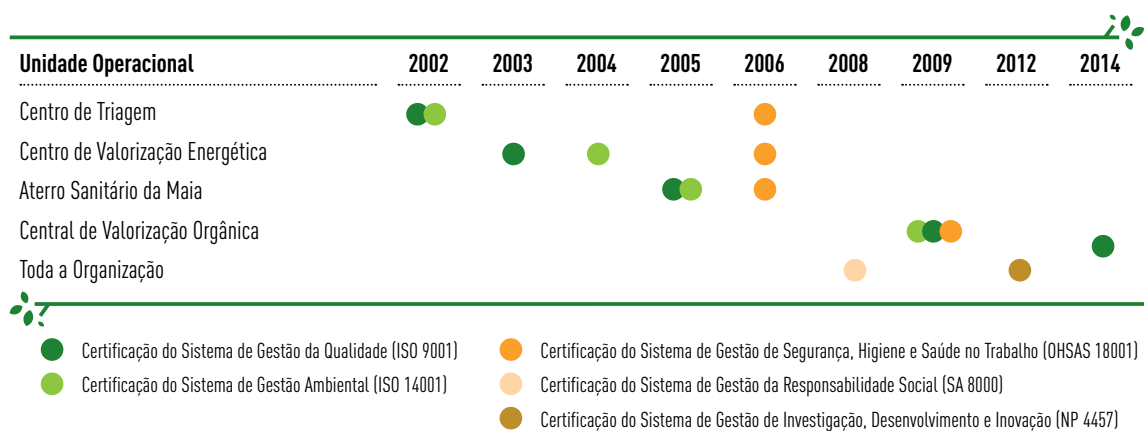 Unidade Operacional 2002 2003 2004 2005 2006 2008 2009 2012 2014
Centro de Triagem
Centro de Valorização Energética
Aterro Sanitário da Maia
Central de Valorização Orgânica
Toda a Organização
Certificação do Sistema de Gestão da Qualidade (ISO 9001)
Certificação do Sistema de Gestão Ambiental (ISO 14001)
Certificação do Sistema de Gestão de Segurança, Higiene e Saúde no Trabalho (OHSAS 18001)
Certificação do Sistema de Gestão da Responsabilidade Social (SA 8000)
Certificação do Sistema de Gestão de Investigação, Desenvolvimento e Inovação (NP 4457)